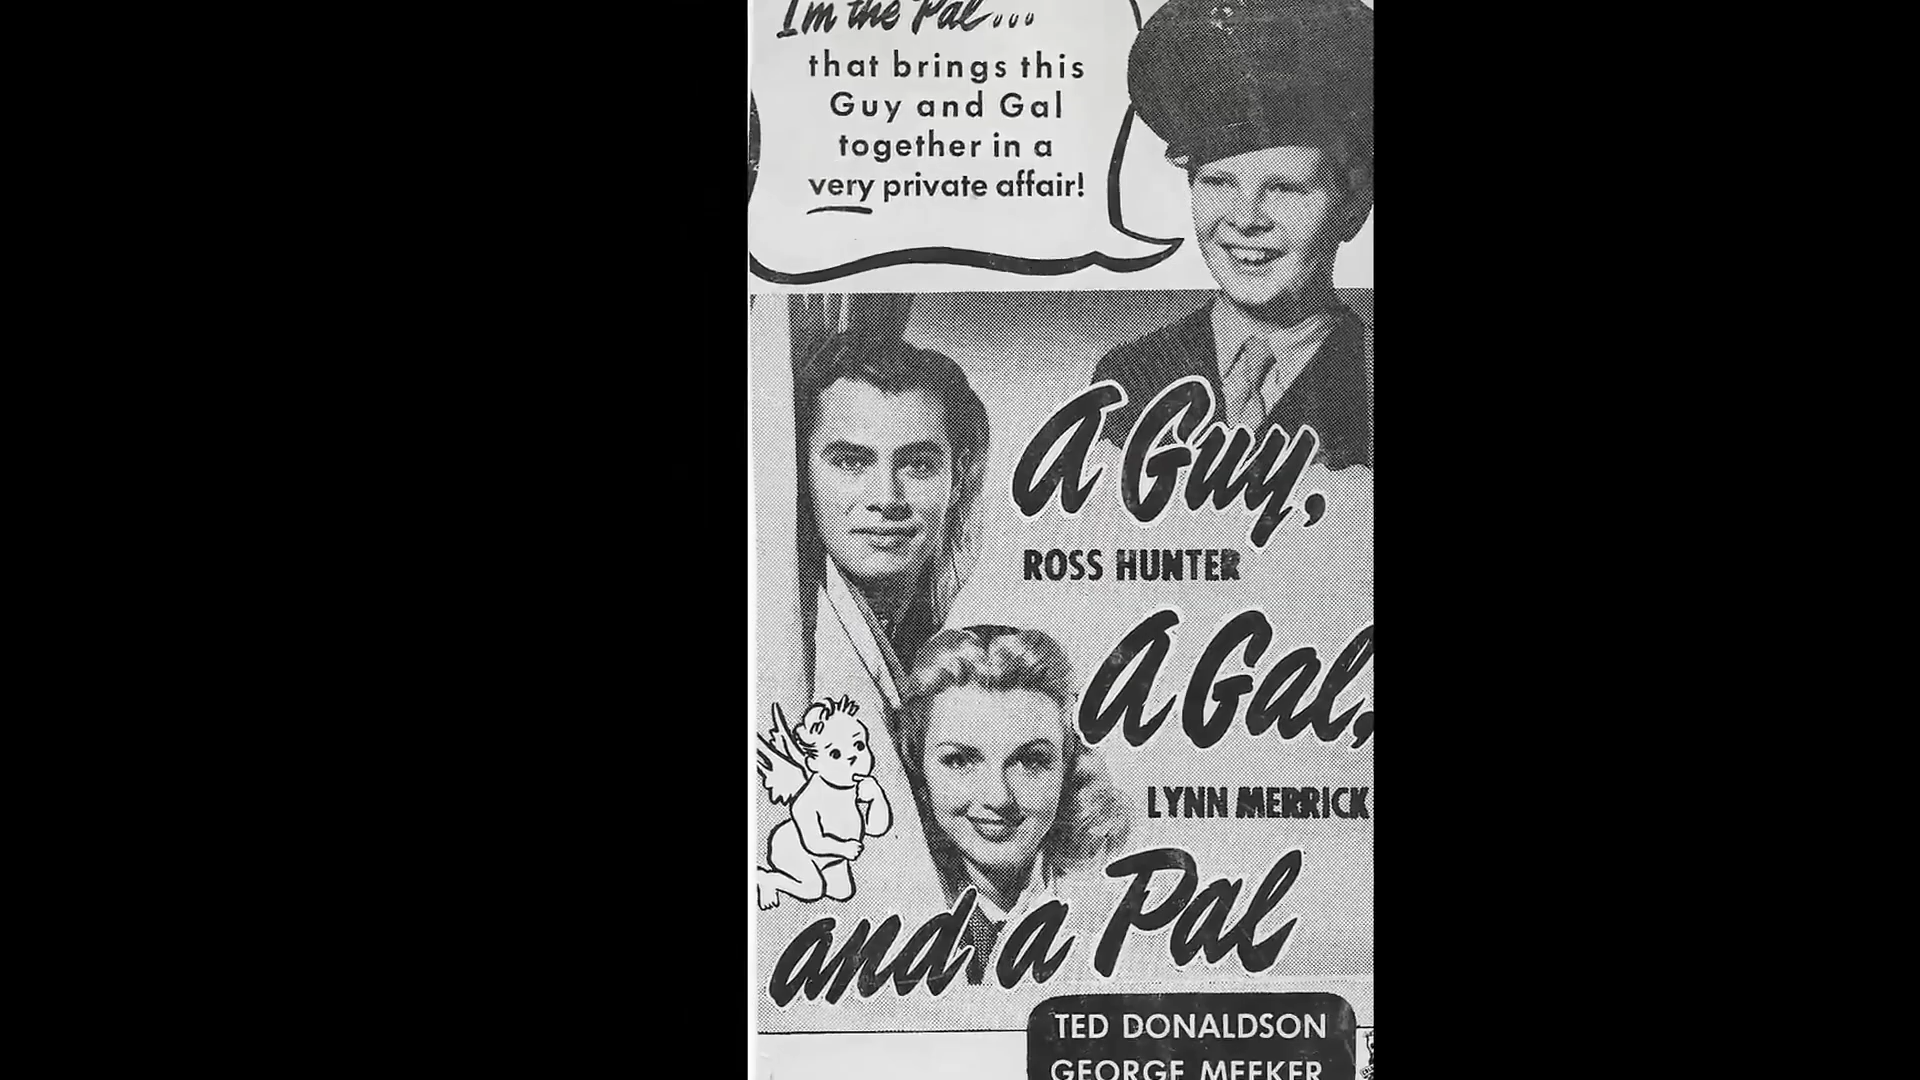 I'm the Pal...
that brings this
Guy and Gal
together in a
very private affair!
A Guy,
ROSS HUNTER
A Gal,
LYNN MERRICK
and a Pal
TED DONALDSON
GEORGE MEEKER